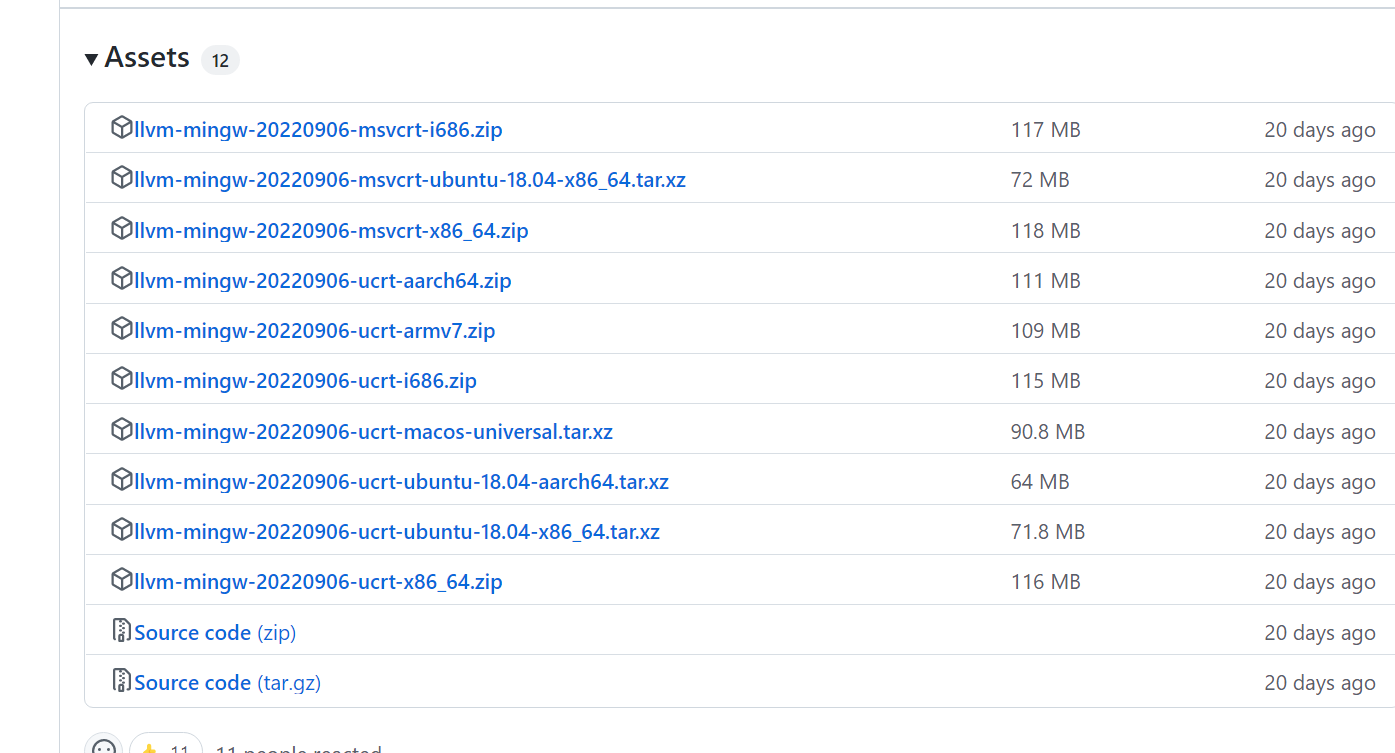 Assets 12
llvm-mingw-20220906-msvcrt-i686.zip 117 MB 20 days ago
llvm-mingw-20220906-msvcrt-ubuntu-18.04-x86_64.tar.xz 72 MB 20 days ago
llvm-mingw-20220906-msvcrt-x86_64.zip 118 MB 20 days ago
llvm-mingw-20220906-ucrt-aarch64.zip 111 MB 20 days ago
llvm-mingw-20220906-ucrt-armv7.zip 109 MB 20 days ago
llvm-mingw-20220906-ucrt-i686.zip 115 MB 20 days ago
llvm-mingw-20220906-ucrt-macos-universal.tar.xz 90.8 MB 20 days ago
llvm-mingw-20220906-ucrt-ubuntu-18.04-aarch64.tar.xz 64 MB 20 days ago
llvm-mingw-20220906-ucrt-ubuntu-18.04-x86_64.tar.xz 71.8 MB 20 days ago
llvm-mingw-20220906-ucrt-x86_64.zip 116 MB 20 days ago
Source code (zip) 20 days ago
Source code (tar.gz) 20 days ago
11 11 people reacted